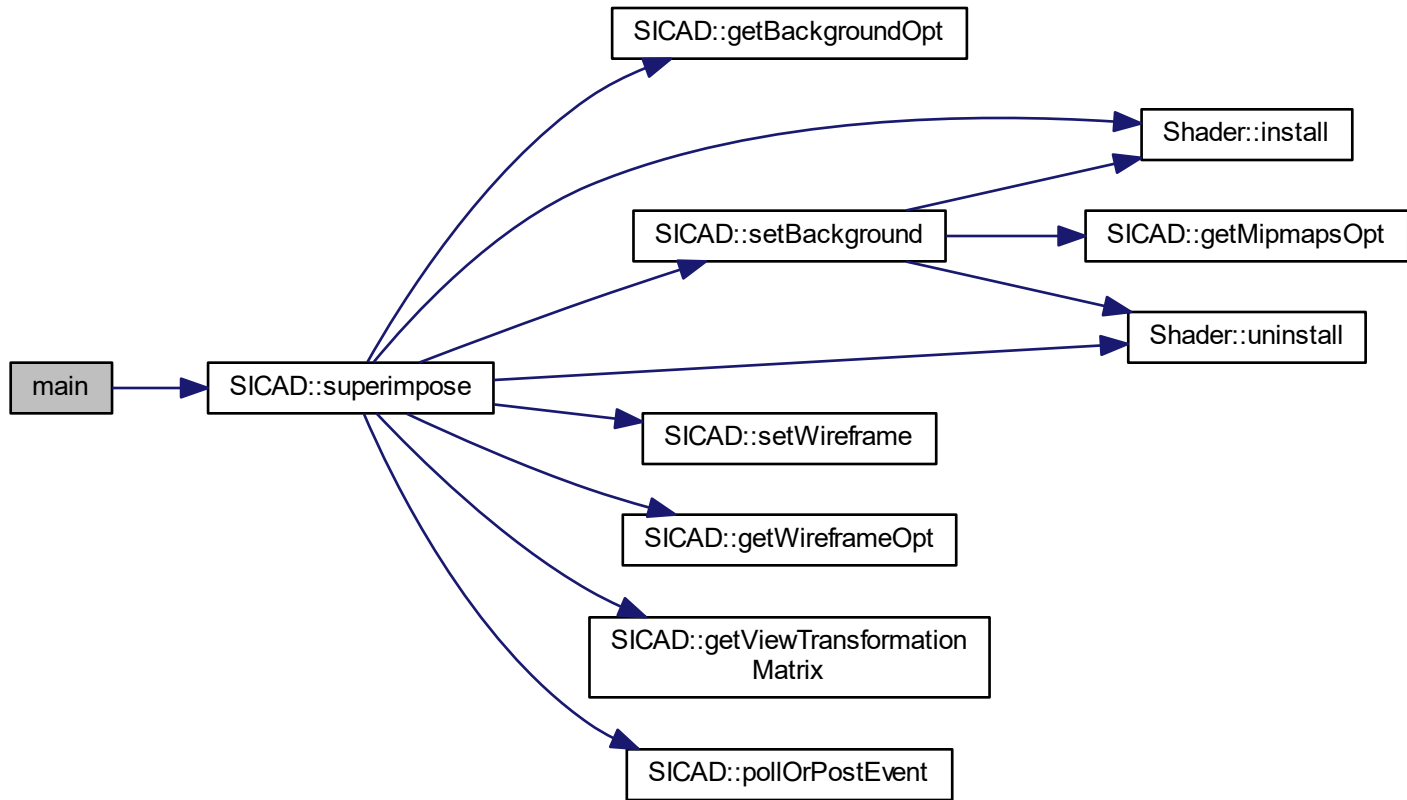 SICAD::getBackgroundOpt
Shader::install
SICAD::setBackground
SICAD::getMipmapsOpt
Shader::uninstall
main
SICAD::superimpose
SICAD::setWireframe
SICAD::getWireframeOpt
SICAD::getViewTransformation
Matrix
SICAD::pollOrPostEvent